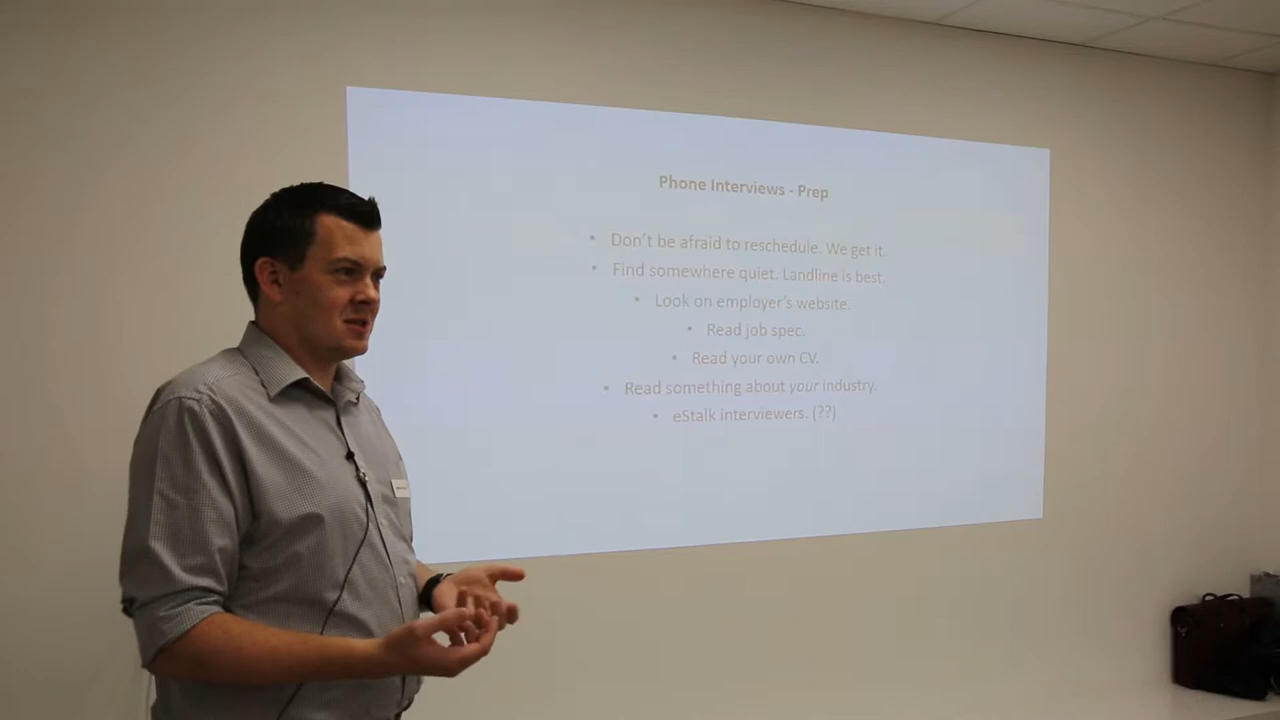 Phone Interviews - Prep
• Don't be afraid to reschedule. We get it.
• Find somewhere quiet. Landline is best.
• Look on employer's website.
• Read job spec.
• Read your own CV.
• Read something about your industry.
• eStalk interviewers. (??)